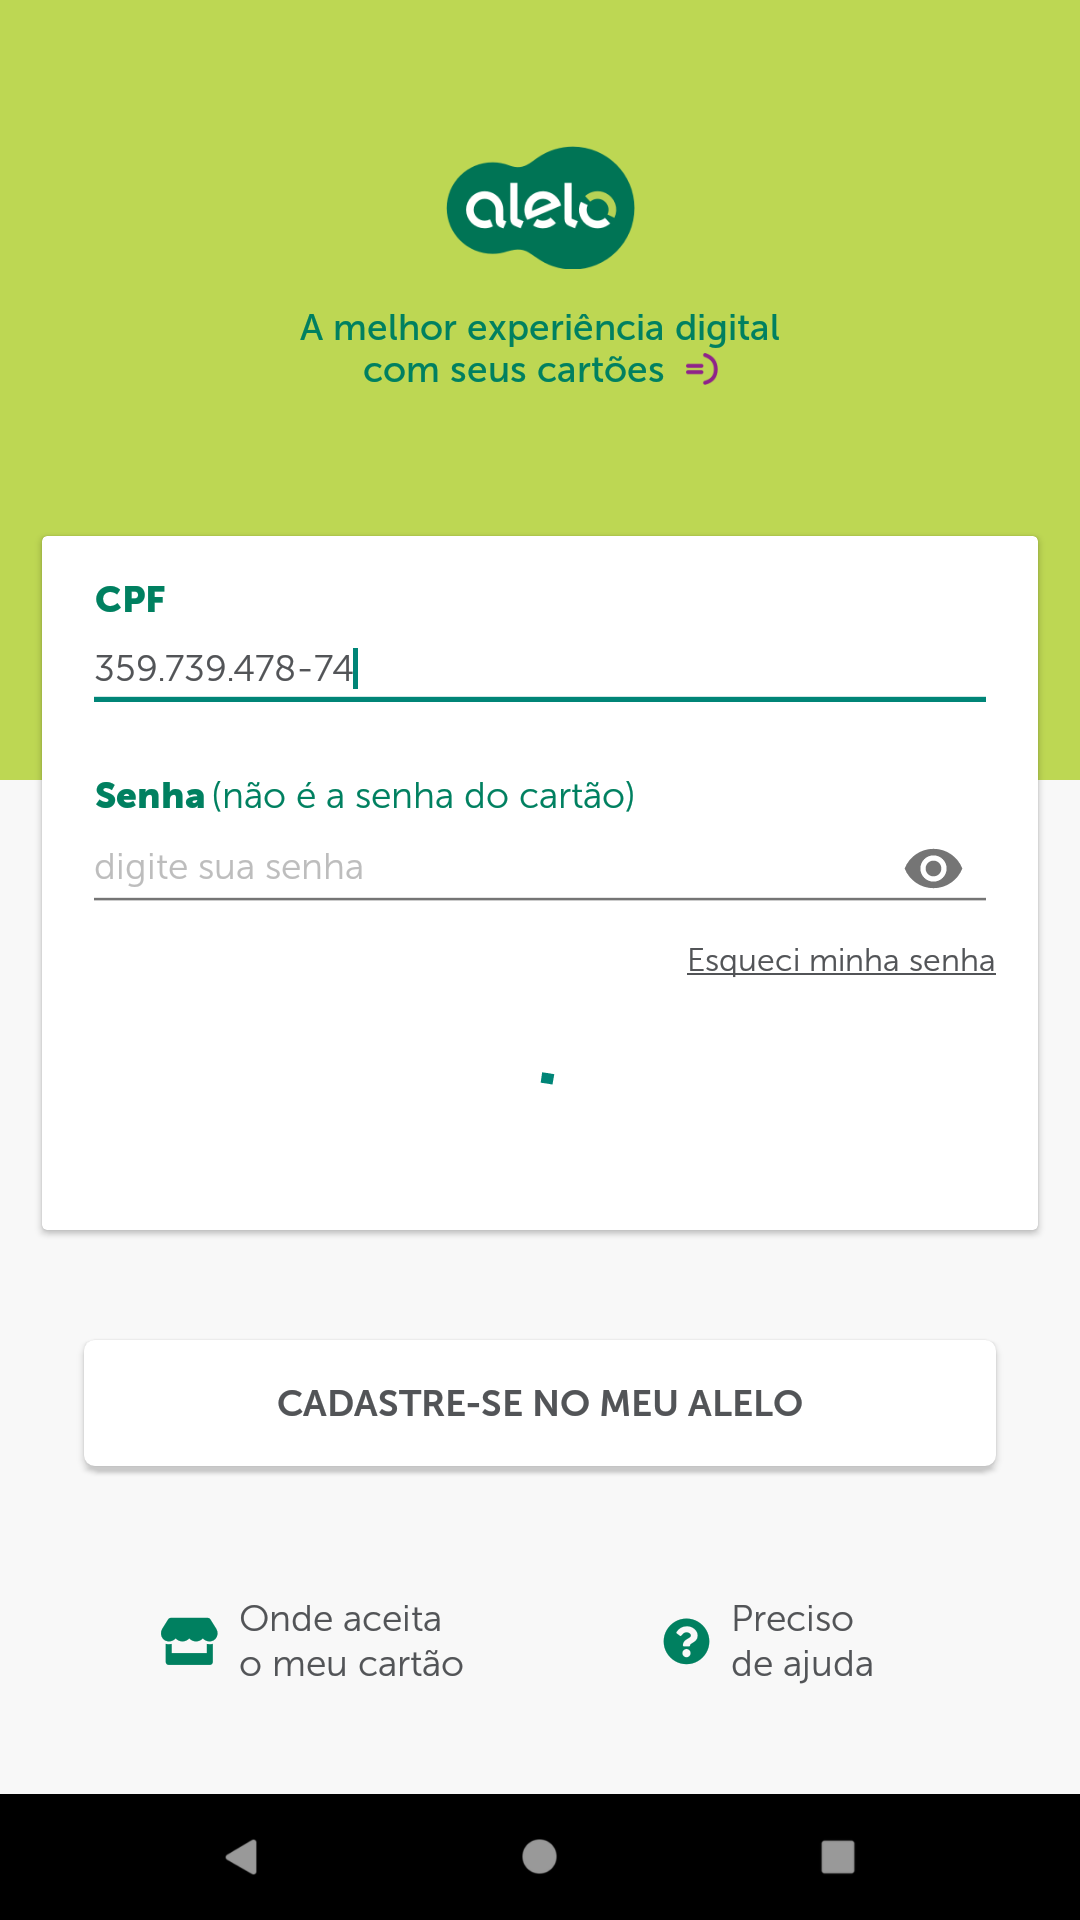 alelo
A melhor experiência digital
com seus cartões =)
CPF
359.739.478-74
Senha (não é a senha do cartão)
digite sua senha
Esqueci minha senha
CADASTRE-SE NO MEU ALELO
Onde aceita
o meu cartão
Preciso
de ajuda